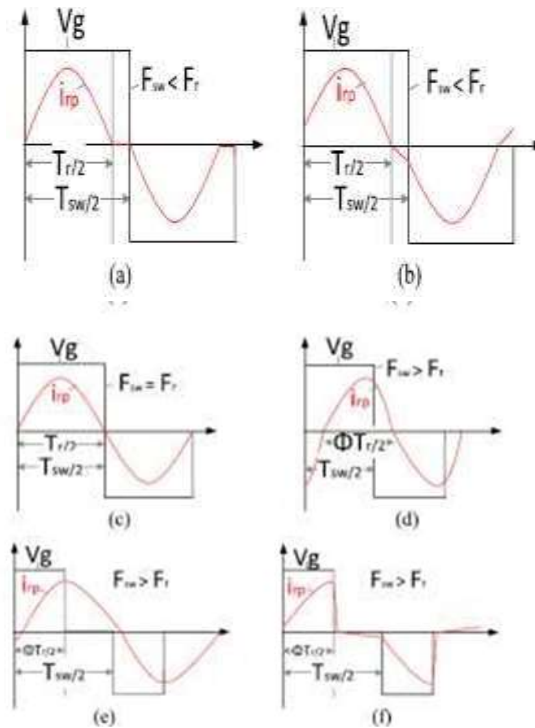 Vg
irp
Fsw < Fr
Tr/2
Tsw/2
(a)
Vg
irp
Fsw < Fr
Tr/2
Tsw/2
(b)
Vg
irp
Fsw = Fr
Tr/2
Tsw/2
(c)
Vg
irp
Fsw > Fr
ΦTr/2
Tsw/2
(d)
Vg
irp
Fsw > Fr
ΦTr/2
Tsw/2
(e)
Vg
irp
Fsw > Fr
ΦTr/2
Tsw/2
(f)